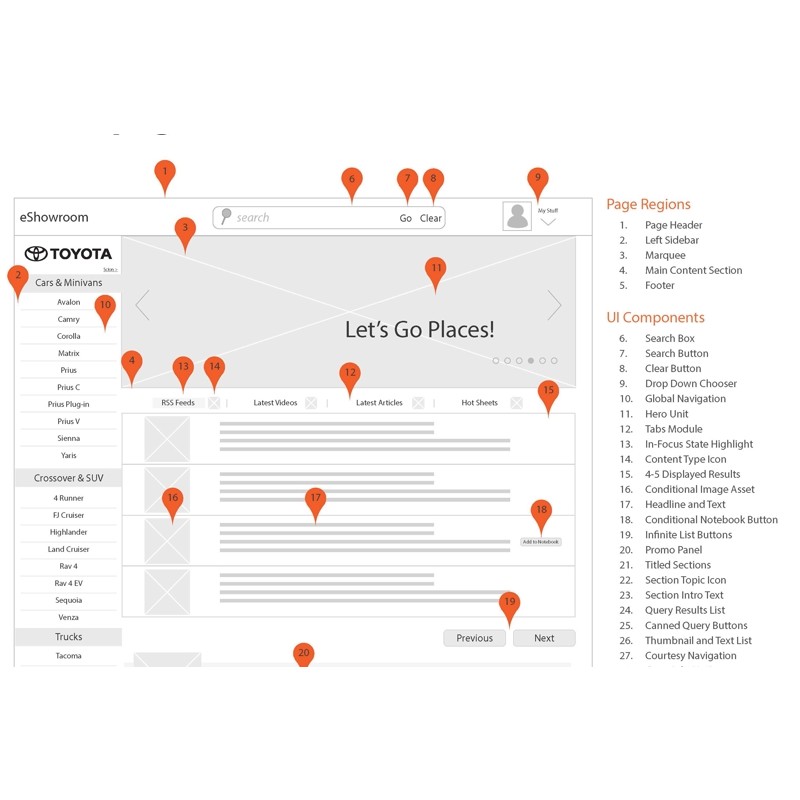 1
6
7
8
9
eShowroom
search
Go
Clear
My Stuff
3
TOYOTA
2
Cars & Minivans
Avalon
10
Camry
Corolla
Matrix
Prius
Prius C
Prius Plug-in
Prius V
Sienna
Yaris
Crossover & SUV
4 Runner
FJ Cruiser
Highlander
Land Cruiser
Rav 4
Rav 4 EV
Sequoia
Venza
Trucks
Tacoma
11
Let's Go Places!
4
13
14
12
15
RSS Feeds
Latest Videos
Latest Articles
Hot Sheets
16
17
18
Add to Notebook
19
Previous
Next
20
Page Regions
1. Page Header
2. Left Sidebar
3. Marquee
4. Main Content Section
5. Footer
UI Components
6. Search Box
7. Search Button
8. Clear Button
9. Drop Down Chooser
10. Global Navigation
11. Hero Unit
12. Tabs Module
13. In-Focus State Highlight
14. Content Type Icon
15. 4-5 Displayed Results
16. Conditional Image Asset
17. Headline and Text
18. Conditional Notebook Button
19. Infinite List Buttons
20. Promo Panel
21. Titled Sections
22. Section Topic Icon
23. Section Intro Text
24. Query Results List
25. Canned Query Buttons
26. Thumbnail and Text List
27. Courtesy Navigation